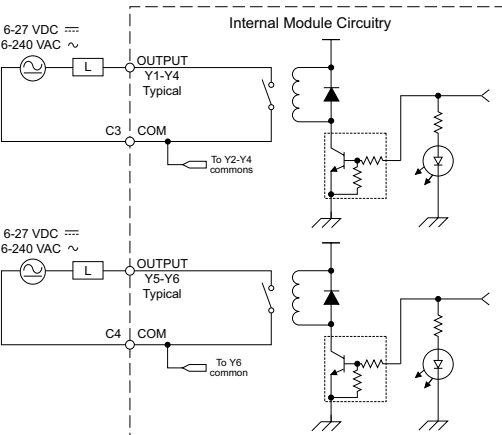 Internal Module Circuitry
6-27 VDC ⎓
6-240 VAC ∿
L
OUTPUT
Y1-Y4
Typical
C3 COM
To Y2-Y4
commons
6-27 VDC ⎓
6-240 VAC ∿
L
OUTPUT
Y5-Y6
Typical
C4 COM
To Y6
common